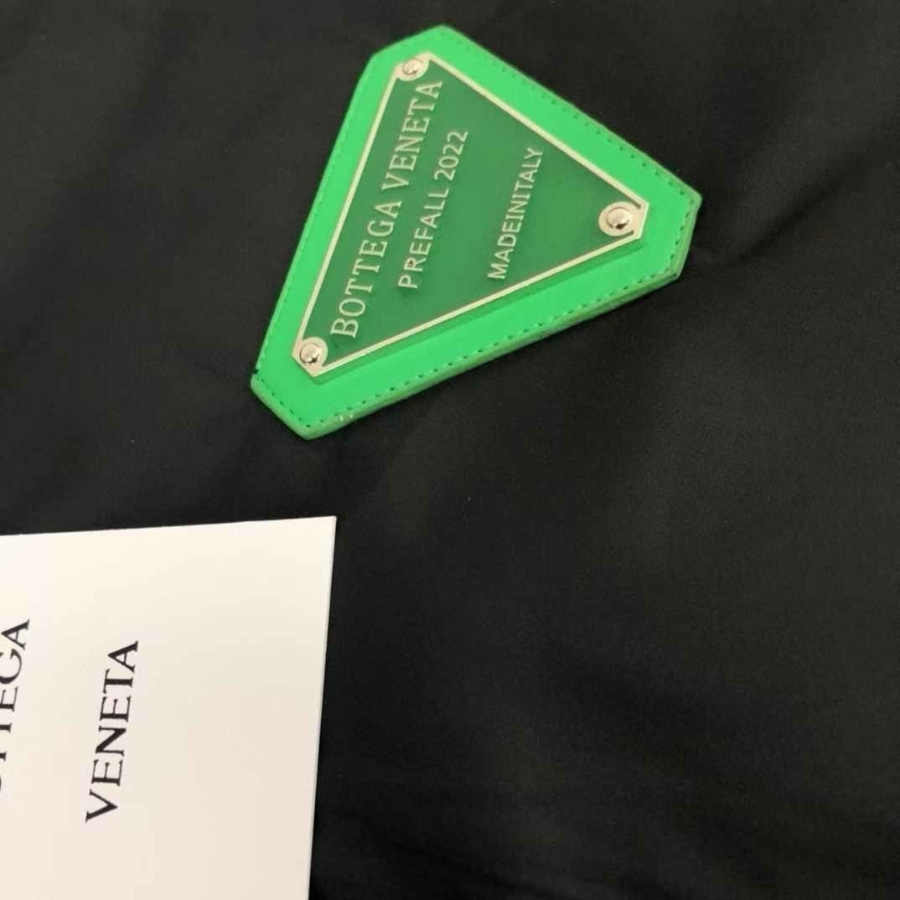 BOTTEGA VENETA
PREFALL 2022
MADEINITALY
VENETA